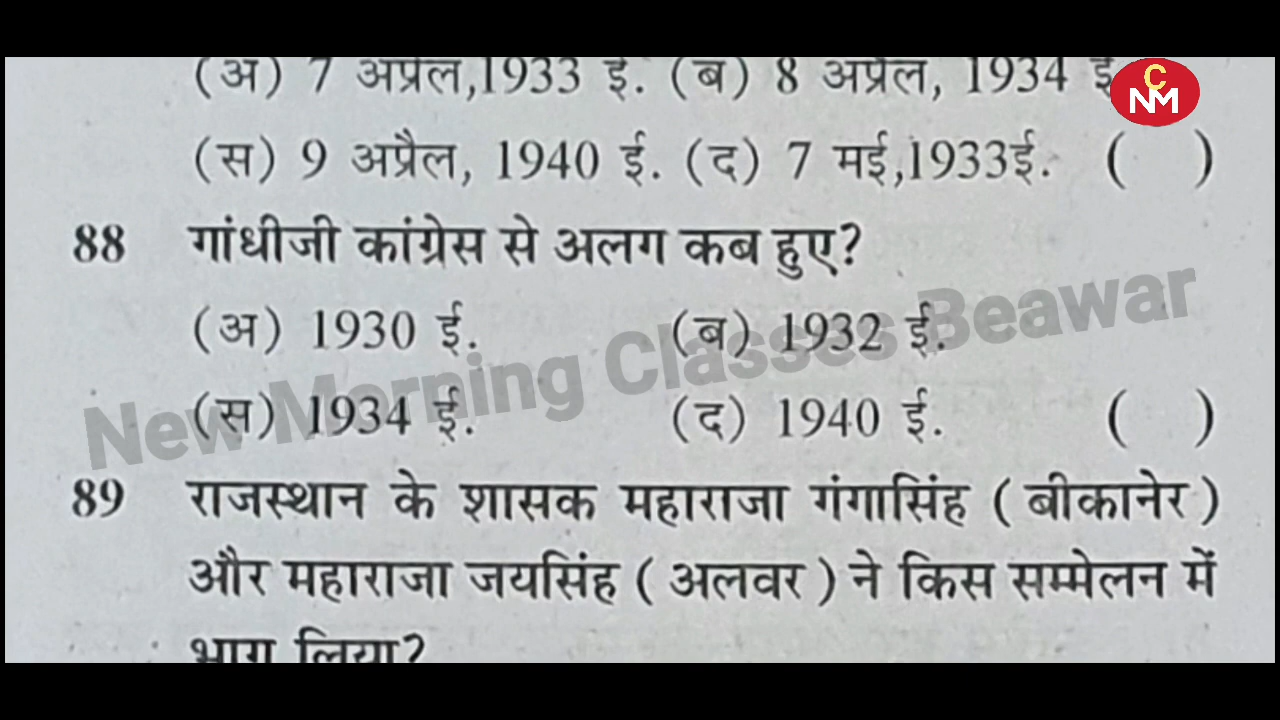 (अ) 7 अप्रैल,1933 ई. (ब) 8 अप्रैल, 1934 ई
C
NM
(स) 9 अप्रैल, 1940 ई. (द) 7 मई,1933ई. ( )
88 गांधीजी कांग्रेस से अलग कब हुए?
(अ) 1930 ई. (ब) 1932 ई.
New Morning Classes Beawar
(स) 1934 ई. (द) 1940 ई. ( )
89 राजस्थान के शासक महाराजा गंगासिंह ( बीकानेर )
और महाराजा जयसिंह ( अलवर ) ने किस सम्मेलन में
भाग लिया?